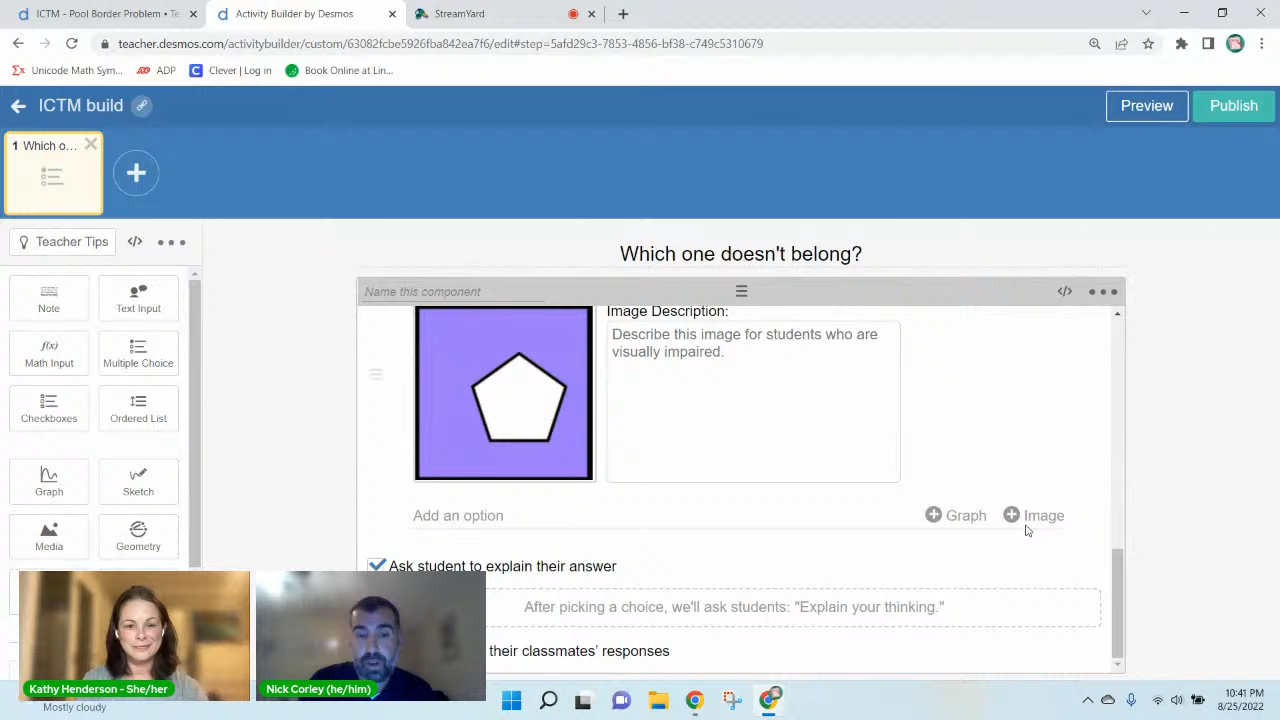 ICTM - Pool Border Problem • Te
Activity Builder by Desmos
StreamYard
teacher.desmos.com/activitybuilder/custom/63082fcbe5926fba842ea7f6/edit#step=5afd29c3-7853-4856-bf38-c749c5310679
Unicode Math Sym...
ADP
Clever | Log in
Book Online at Lin...
ICTM build
Preview
Publish
1 Which o...
Teacher Tips
Which one doesn't belong?
Name this component
Note
Text Input
Image Description:
Describe this image for students who are
visually impaired.
f(x)
Math Input
Multiple Choice
Checkboxes
Ordered List
Graph
Sketch
Add an option
Graph
Image
Media
Geometry
Ask student to explain their answer
After picking a choice, we'll ask students: "Explain your thinking."
their classmates' responses
Kathy Henderson - She/her
Nick Corley (he/him)
Mostly cloudy
10:41 PM
8/25/2022